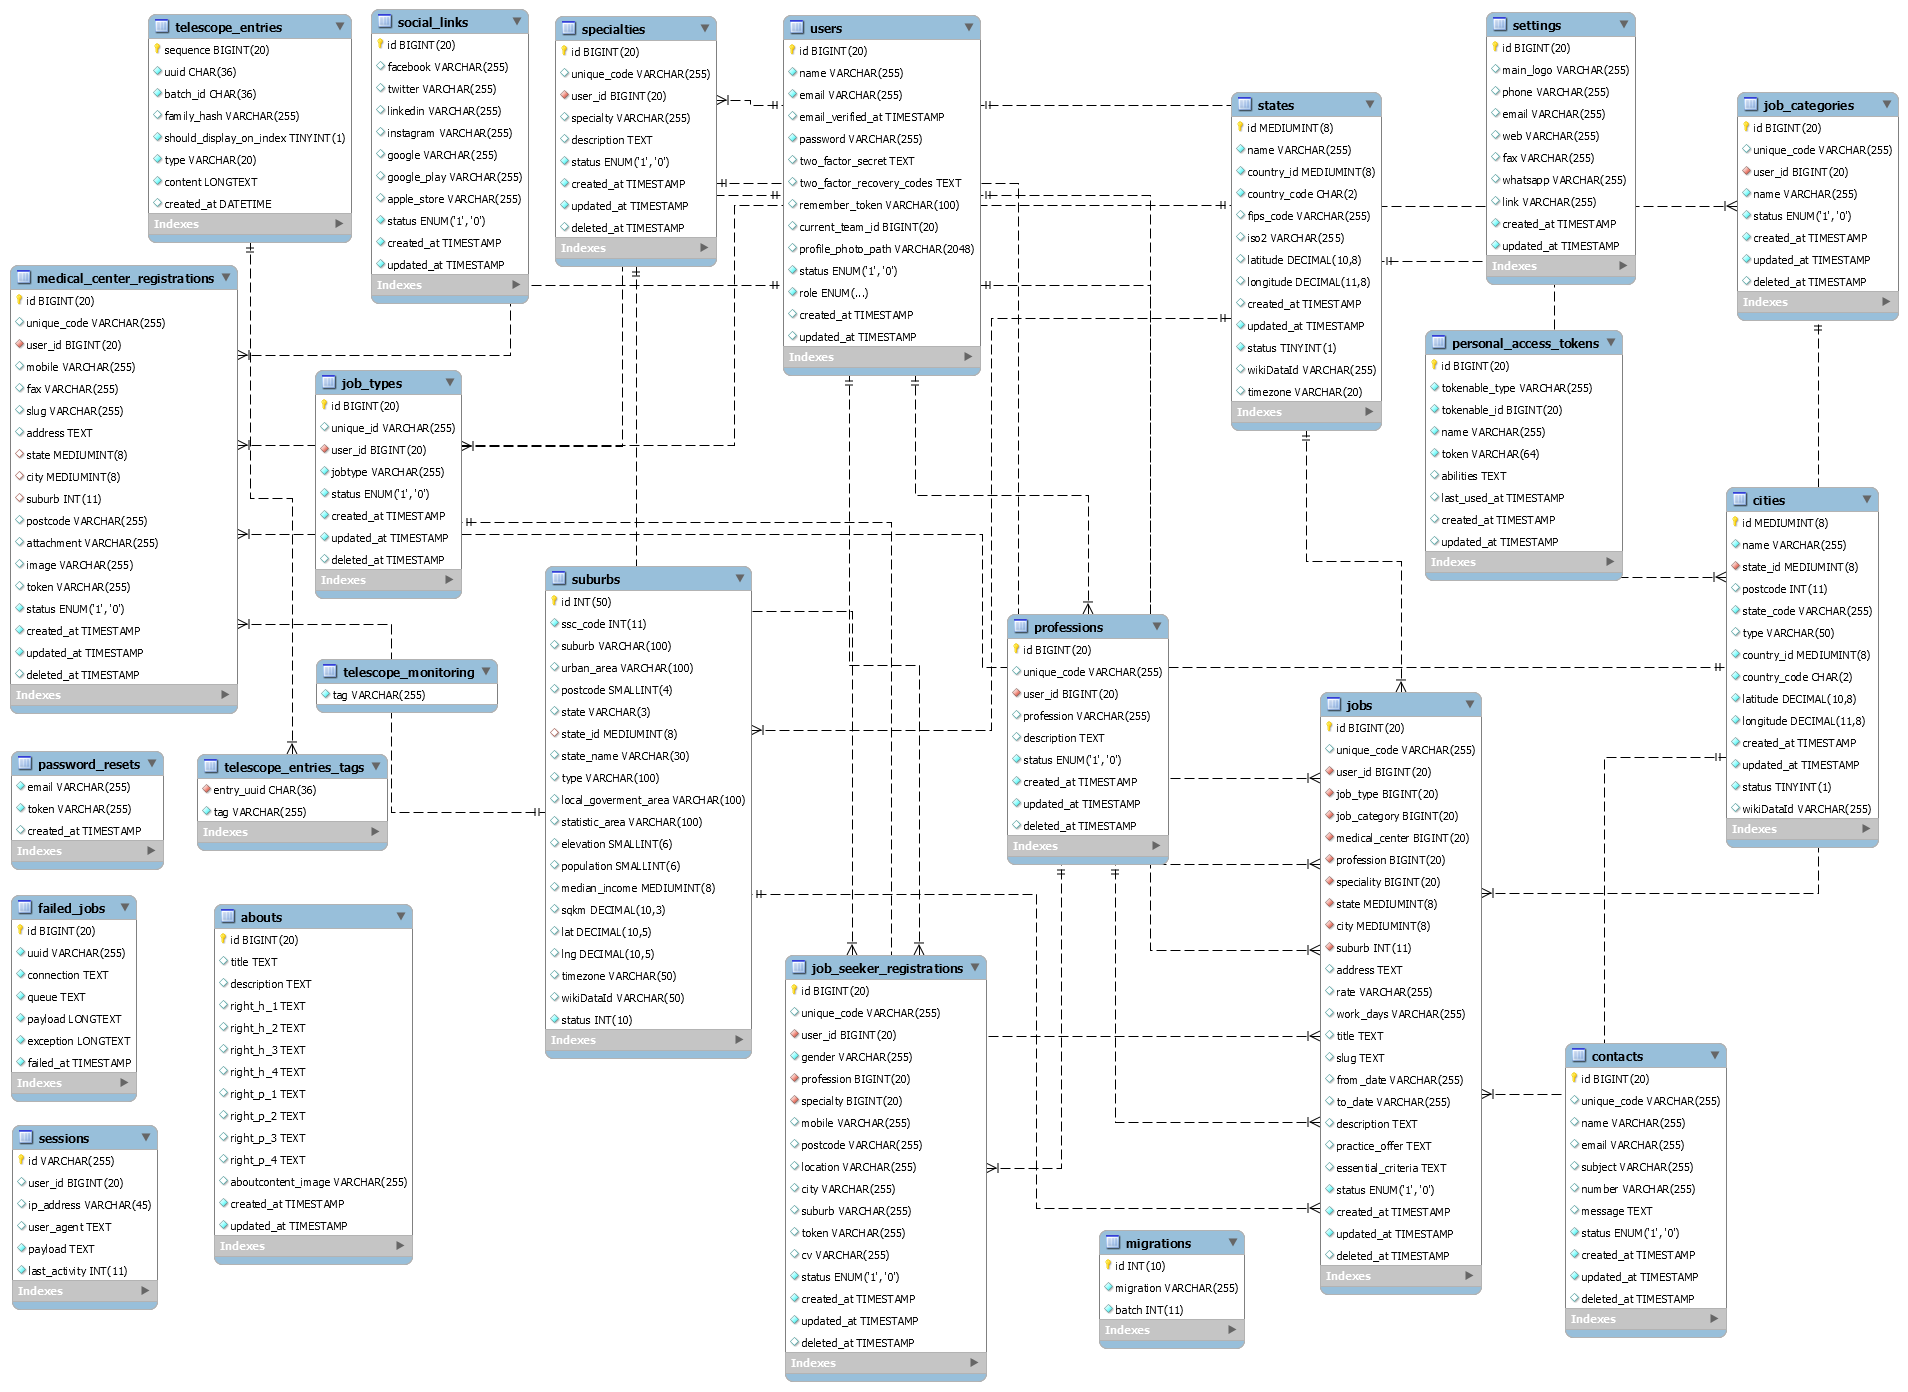 telescope_entries
sequence BIGINT(20)
uuid CHAR(36)
batch_id CHAR(36)
family_hash VARCHAR(255)
should_display_on_index TINYINT(1)
type VARCHAR(20)
content LONGTEXT
created_at DATETIME
Indexes
social_links
id BIGINT(20)
facebook VARCHAR(255)
twitter VARCHAR(255)
linkedin VARCHAR(255)
instagram VARCHAR(255)
google VARCHAR(255)
google_play VARCHAR(255)
apple_store VARCHAR(255)
status ENUM('1','0')
created_at TIMESTAMP
updated_at TIMESTAMP
Indexes
specialties
id BIGINT(20)
unique_code VARCHAR(255)
user_id BIGINT(20)
specialty VARCHAR(255)
description TEXT
status ENUM('1','0')
created_at TIMESTAMP
updated_at TIMESTAMP
deleted_at TIMESTAMP
Indexes
users
id BIGINT(20)
name VARCHAR(255)
email VARCHAR(255)
email_verified_at TIMESTAMP
password VARCHAR(255)
two_factor_secret TEXT
two_factor_recovery_codes TEXT
remember_token VARCHAR(100)
current_team_id BIGINT(20)
profile_photo_path VARCHAR(2048)
status ENUM('1','0')
role ENUM(...)
created_at TIMESTAMP
updated_at TIMESTAMP
Indexes
states
id MEDIUMINT(8)
name VARCHAR(255)
country_id MEDIUMINT(8)
country_code CHAR(2)
fips_code VARCHAR(255)
iso2 VARCHAR(255)
latitude DECIMAL(10,8)
longitude DECIMAL(11,8)
created_at TIMESTAMP
updated_at TIMESTAMP
status TINYINT(1)
wikiDataId VARCHAR(255)
timezone VARCHAR(20)
Indexes
settings
id BIGINT(20)
main_logo VARCHAR(255)
phone VARCHAR(255)
email VARCHAR(255)
web VARCHAR(255)
fax VARCHAR(255)
whatsapp VARCHAR(255)
link VARCHAR(255)
created_at TIMESTAMP
updated_at TIMESTAMP
Indexes
job_categories
id BIGINT(20)
unique_code VARCHAR(255)
user_id BIGINT(20)
name VARCHAR(255)
status ENUM('1','0')
created_at TIMESTAMP
updated_at TIMESTAMP
deleted_at TIMESTAMP
Indexes
medical_center_registrations
id BIGINT(20)
unique_code VARCHAR(255)
user_id BIGINT(20)
mobile VARCHAR(255)
fax VARCHAR(255)
slug VARCHAR(255)
address TEXT
state MEDIUMINT(8)
city MEDIUMINT(8)
suburb INT(11)
postcode VARCHAR(255)
attachment VARCHAR(255)
image VARCHAR(255)
token VARCHAR(255)
status ENUM('1','0')
created_at TIMESTAMP
updated_at TIMESTAMP
deleted_at TIMESTAMP
Indexes
job_types
id BIGINT(20)
unique_id VARCHAR(255)
user_id BIGINT(20)
jobtype VARCHAR(255)
status ENUM('1','0')
created_at TIMESTAMP
updated_at TIMESTAMP
deleted_at TIMESTAMP
Indexes
personal_access_tokens
id BIGINT(20)
tokenable_type VARCHAR(255)
tokenable_id BIGINT(20)
name VARCHAR(255)
token VARCHAR(64)
abilities TEXT
last_used_at TIMESTAMP
created_at TIMESTAMP
updated_at TIMESTAMP
Indexes
cities
id MEDIUMINT(8)
name VARCHAR(255)
state_id MEDIUMINT(8)
postcode INT(11)
state_code VARCHAR(255)
type VARCHAR(50)
country_id MEDIUMINT(8)
country_code CHAR(2)
latitude DECIMAL(10,8)
longitude DECIMAL(11,8)
created_at TIMESTAMP
updated_at TIMESTAMP
status TINYINT(1)
wikiDataId VARCHAR(255)
Indexes
suburbs
id INT(50)
ssc_code INT(11)
suburb VARCHAR(100)
urban_area VARCHAR(100)
postcode SMALLINT(4)
state VARCHAR(3)
state_id MEDIUMINT(8)
state_name VARCHAR(30)
type VARCHAR(100)
local_goverment_area VARCHAR(100)
statistic_area VARCHAR(100)
elevation SMALLINT(6)
population SMALLINT(6)
median_income MEDIUMINT(8)
sqkm DECIMAL(10,3)
lat DECIMAL(10,5)
lng DECIMAL(10,5)
timezone VARCHAR(50)
wikiDataId VARCHAR(50)
status INT(10)
Indexes
professions
id BIGINT(20)
unique_code VARCHAR(255)
user_id BIGINT(20)
profession VARCHAR(255)
description TEXT
status ENUM('1','0')
created_at TIMESTAMP
updated_at TIMESTAMP
deleted_at TIMESTAMP
Indexes
telescope_monitoring
tag VARCHAR(255)
jobs
id BIGINT(20)
unique_code VARCHAR(255)
user_id BIGINT(20)
job_type BIGINT(20)
job_category BIGINT(20)
medical_center BIGINT(20)
profession BIGINT(20)
speciality BIGINT(20)
state MEDIUMINT(8)
city MEDIUMINT(8)
suburb INT(11)
address TEXT
rate VARCHAR(255)
work_days VARCHAR(255)
title TEXT
slug TEXT
from_date VARCHAR(255)
to_date VARCHAR(255)
description TEXT
practice_offer TEXT
essential_criteria TEXT
status ENUM('1','0')
created_at TIMESTAMP
updated_at TIMESTAMP
deleted_at TIMESTAMP
Indexes
password_resets
email VARCHAR(255)
token VARCHAR(255)
created_at TIMESTAMP
Indexes
telescope_entries_tags
entry_uuid CHAR(36)
tag VARCHAR(255)
Indexes
failed_jobs
id BIGINT(20)
uuid VARCHAR(255)
connection TEXT
queue TEXT
payload LONGTEXT
exception LONGTEXT
failed_at TIMESTAMP
Indexes
abouts
id BIGINT(20)
title TEXT
description TEXT
right_h_1 TEXT
right_h_2 TEXT
right_h_3 TEXT
right_h_4 TEXT
right_p_1 TEXT
right_p_2 TEXT
right_p_3 TEXT
right_p_4 TEXT
aboutcontent_image VARCHAR(255)
created_at TIMESTAMP
updated_at TIMESTAMP
Indexes
job_seeker_registrations
id BIGINT(20)
unique_code VARCHAR(255)
user_id BIGINT(20)
gender VARCHAR(255)
profession BIGINT(20)
specialty BIGINT(20)
mobile VARCHAR(255)
postcode VARCHAR(255)
location VARCHAR(255)
city VARCHAR(255)
suburb VARCHAR(255)
token VARCHAR(255)
cv VARCHAR(255)
status ENUM('1','0')
created_at TIMESTAMP
updated_at TIMESTAMP
deleted_at TIMESTAMP
Indexes
contacts
id BIGINT(20)
unique_code VARCHAR(255)
name VARCHAR(255)
email VARCHAR(255)
subject VARCHAR(255)
number VARCHAR(255)
message TEXT
status ENUM('1','0')
created_at TIMESTAMP
updated_at TIMESTAMP
deleted_at TIMESTAMP
Indexes
sessions
id VARCHAR(255)
user_id BIGINT(20)
ip_address VARCHAR(45)
user_agent TEXT
payload TEXT
last_activity INT(11)
Indexes
migrations
id INT(10)
migration VARCHAR(255)
batch INT(11)
Indexes